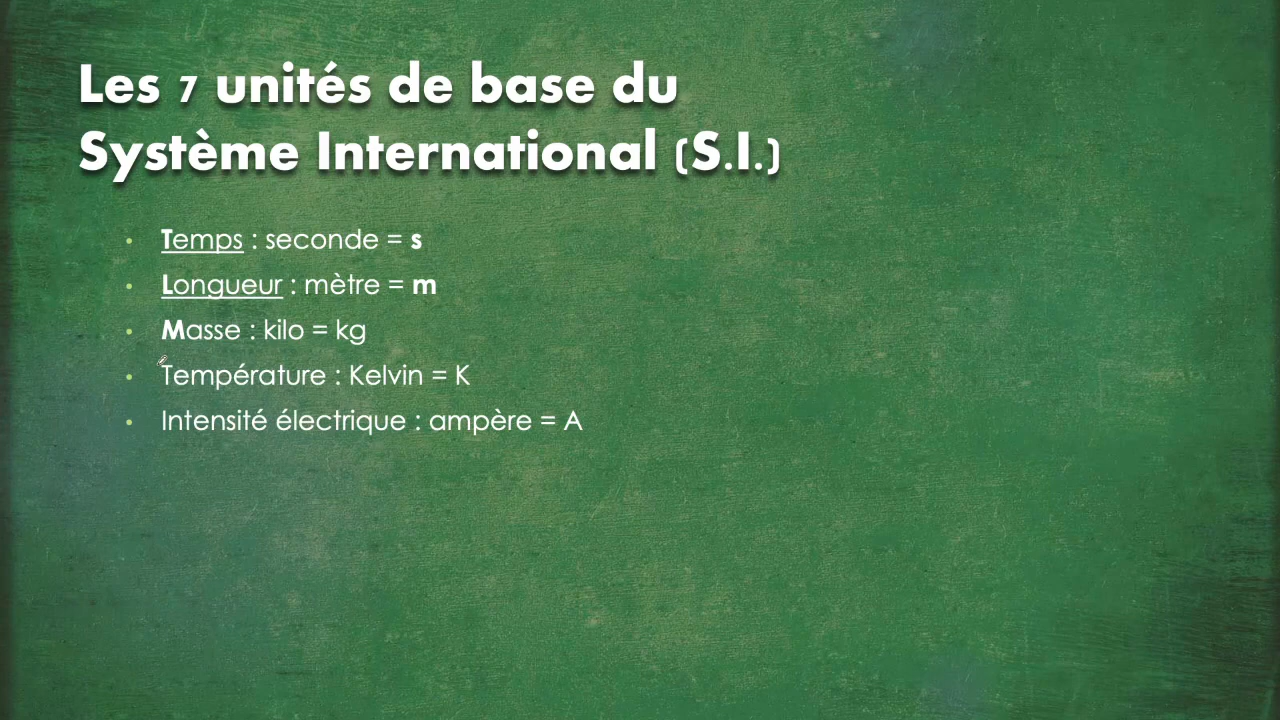 Les 7 unités de base du
Système International (S.I.)
• Temps : seconde = s
• Longueur : mètre = m
• Masse : kilo = kg
• Température : Kelvin = K
• Intensité électrique : ampère = A